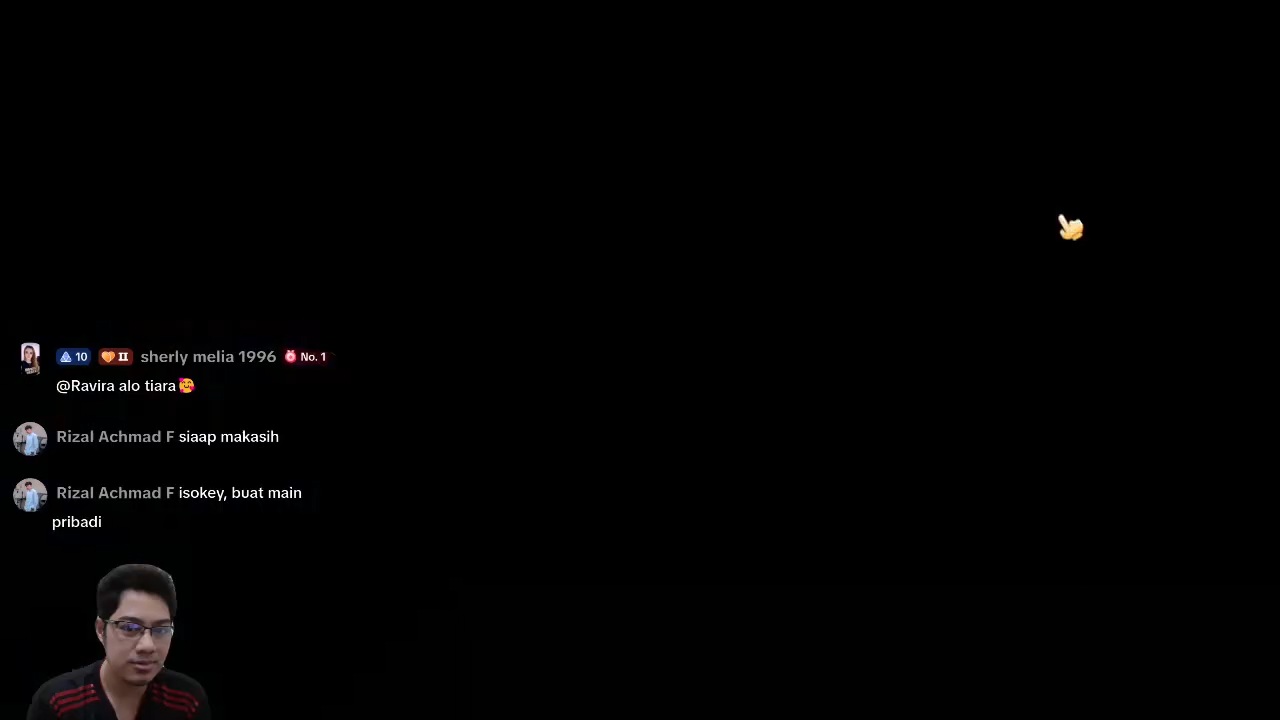 10 II sherly melia 1996 No. 1
@Ravira alo tiara🥰
Rizal Achmad F siaap makasih
Rizal Achmad F isokey, buat main
pribadi